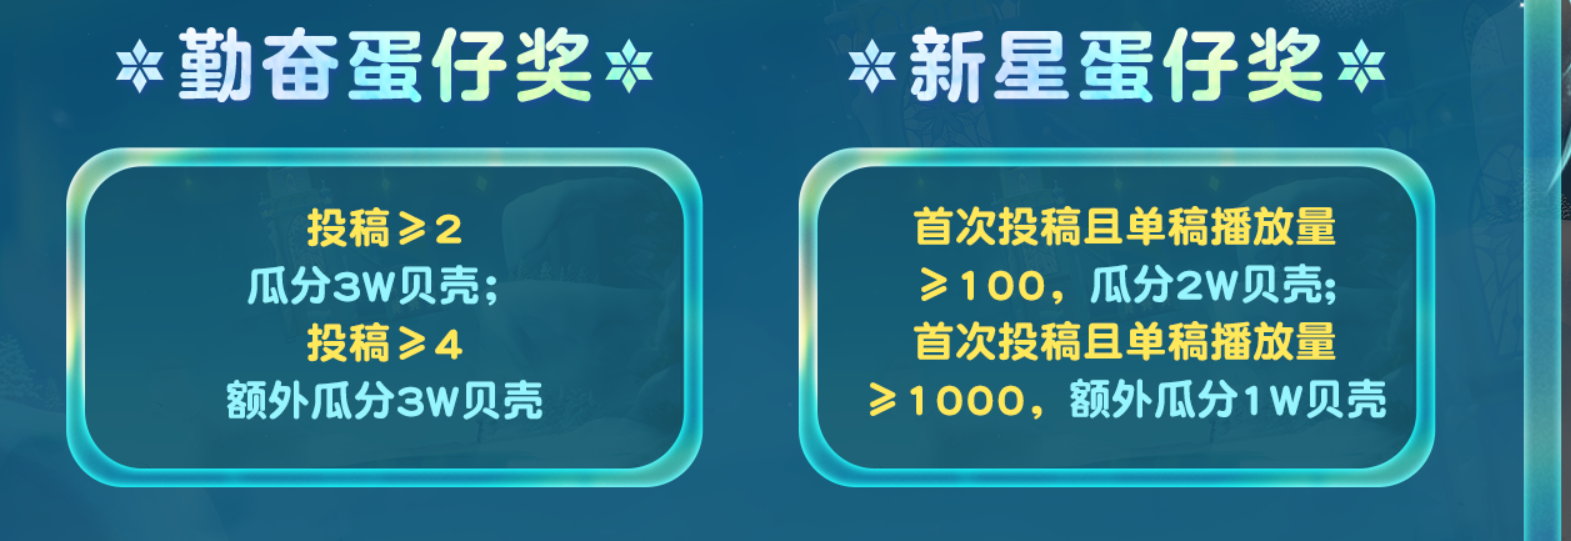 勤奋蛋仔奖
投稿≥2
瓜分3W贝壳；
投稿≥4
额外瓜分3W贝壳
新星蛋仔奖
首次投稿且单稿播放量
≥100，瓜分2W贝壳；
首次投稿且单稿播放量
≥1000，额外瓜分1W贝壳